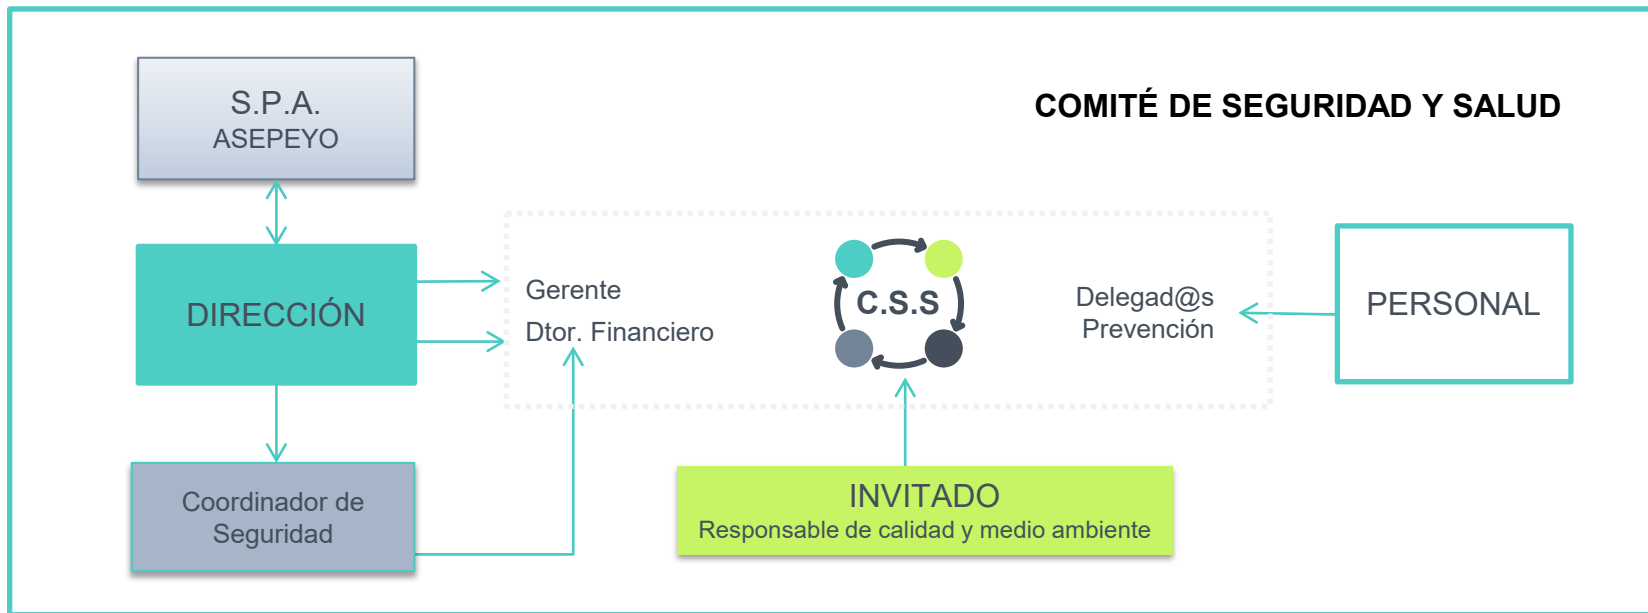 S.P.A.
ASEPEYO
COMITÉ DE SEGURIDAD Y SALUD
DIRECCIÓN
Gerente
Dtor. Financiero
C.S.S
Delegad@s
Prevención
PERSONAL
Coordinador de
Seguridad
INVITADO
Responsable de calidad y medio ambiente